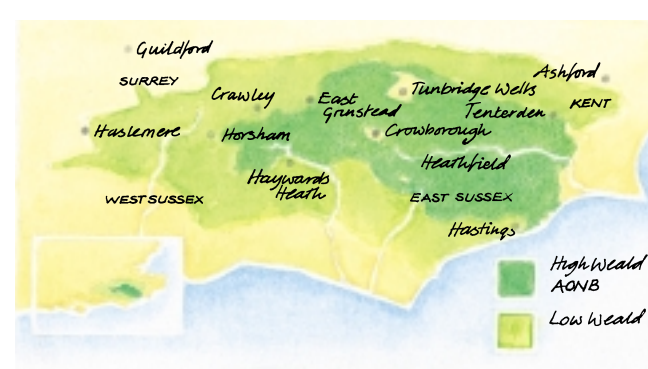 Guildford
SURREY
Crawley
East
Grinstead
Tunbridge Wells
Ashford
KENT
Tenterden
Haslemere
Horsham
Crowborough
Heathfield
Haywards
Heath
WEST SUSSEX
EAST SUSSEX
Hastings
High Weald
AONB
Low Weald